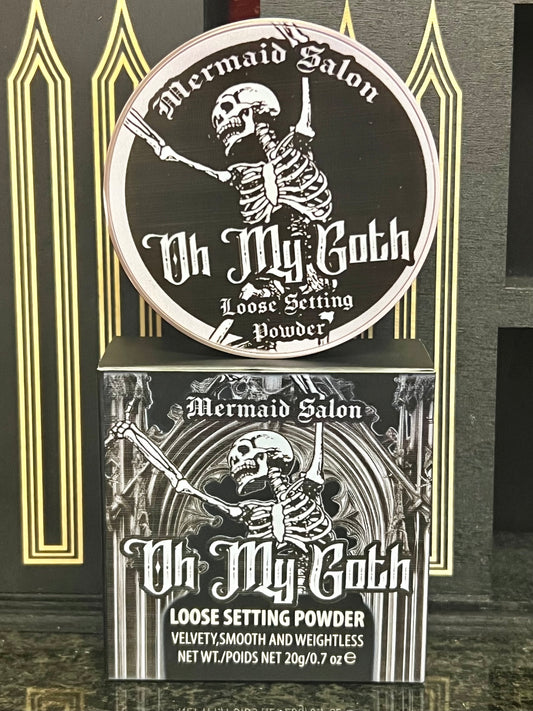 Mermaid Salon
Oh My Goth
Loose Setting
Powder
Mermaid Salon
Oh My Goth
LOOSE SETTING POWDER
VELVETY,SMOOTH AND WEIGHTLESS
NET WT./POIDS NET 20g/0.7 oz e